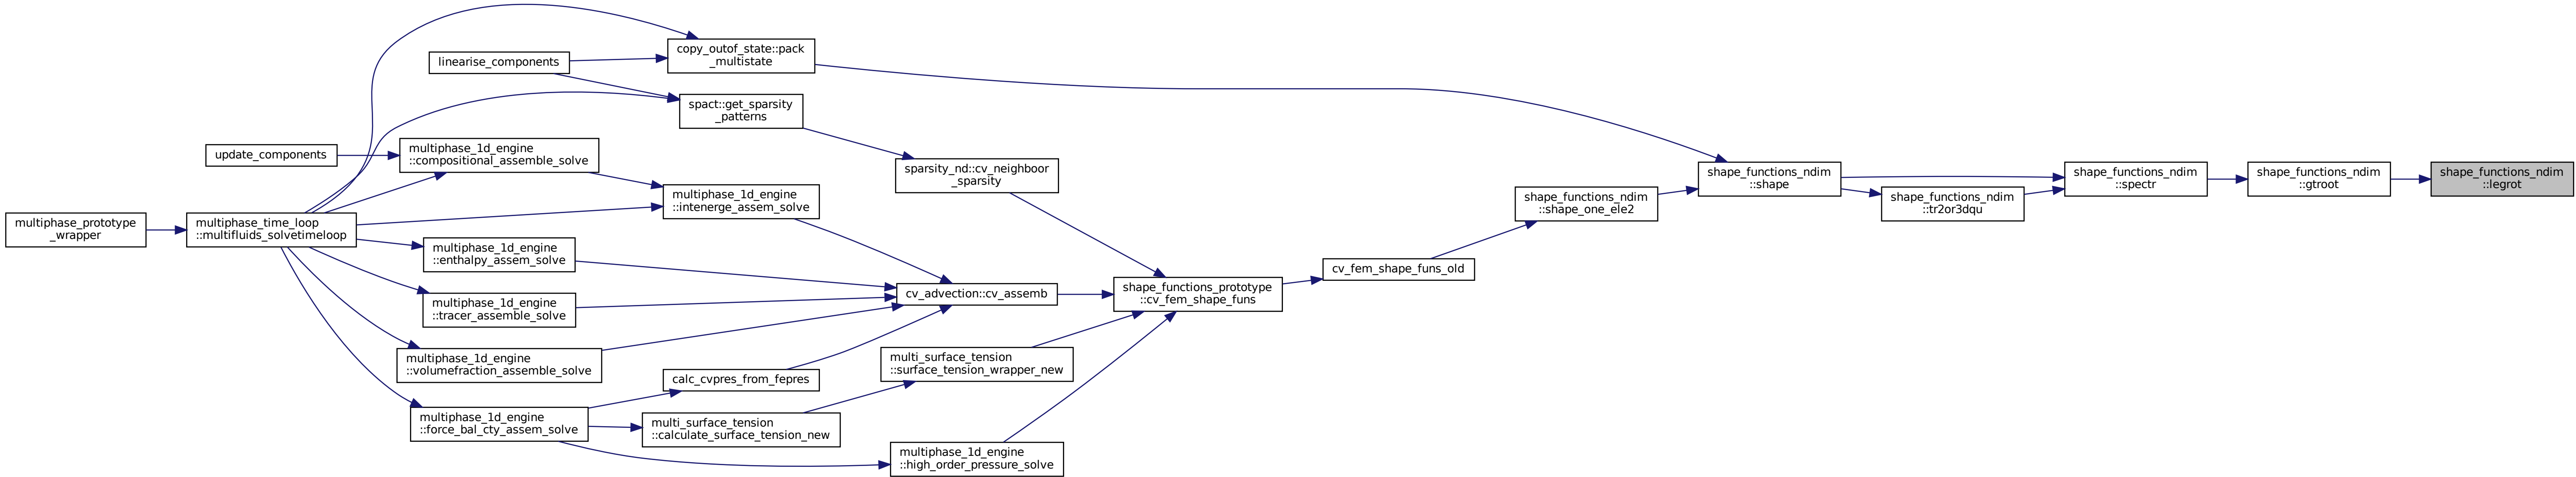 multiphase_prototype
_wrapper
multiphase_time_loop
::multifluids_solvetimeloop
update_components
linearise_components
multiphase_1d_engine
::compositional_assemble_solve
multiphase_1d_engine
::enthalpy_assem_solve
multiphase_1d_engine
::tracer_assemble_solve
multiphase_1d_engine
::volumefraction_assemble_solve
multiphase_1d_engine
::force_bal_cty_assem_solve
copy_outof_state::pack
_multistate
spact::get_sparsity
_patterns
multiphase_1d_engine
::intenerge_assem_solve
calc_cvpres_from_fepres
multi_surface_tension
::calculate_surface_tension_new
sparsity_nd::cv_neighboor
_sparsity
cv_advection::cv_assemb
multi_surface_tension
::surface_tension_wrapper_new
multiphase_1d_engine
::high_order_pressure_solve
shape_functions_prototype
::cv_fem_shape_funs
cv_fem_shape_funs_old
shape_functions_ndim
::shape_one_ele2
shape_functions_ndim
::shape
shape_functions_ndim
::tr2or3dqu
shape_functions_ndim
::spectr
shape_functions_ndim
::gtroot
shape_functions_ndim
::legrot